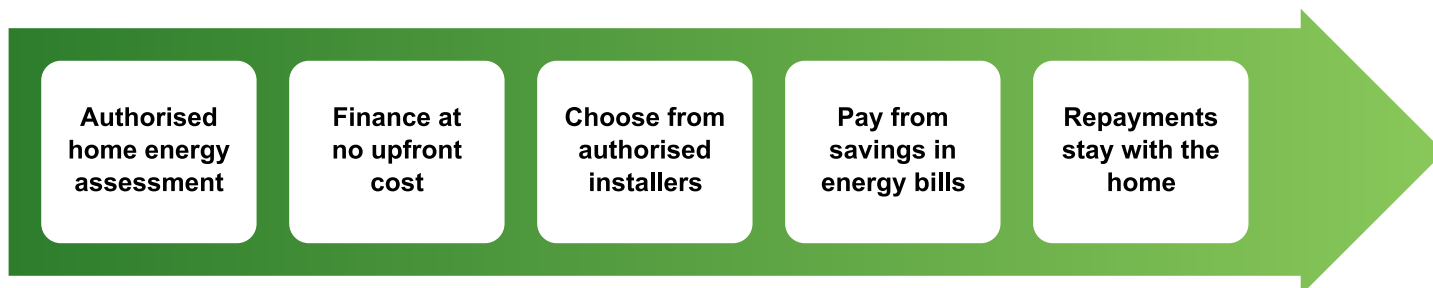 Authorised
home energy
assessment
Finance at
no upfront
cost
Choose from
authorised
installers
Pay from
savings in
energy bills
Repayments
stay with the
home